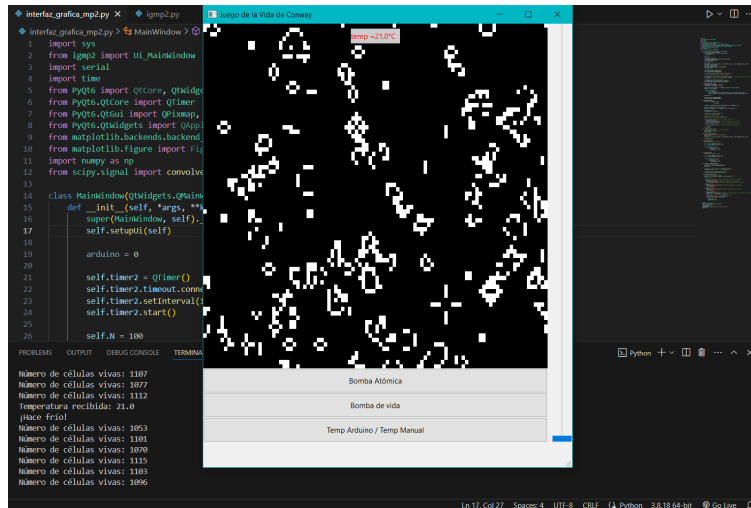 interfaz_grafica_mp2.py X igmp2.py
Juego de la Vida de Conway
interfaz_grafica_mp2.py > MainWindow >
temp =21.0°C
1 import sys
2 from igmp2 import Ui_MainWindow
3 import serial
4 import time
5 from PyQt6 import QtCore, QtWidge
6 from PyQt6.QtCore import QTimer
7 from PyQt6.QtGui import QPixmap,
8 from PyQt6.QtWidgets import QAppl
9 from matplotlib.backends.backend_
10 from matplotlib.figure import Fig
11 import numpy as np
12 from scipy.signal import convolve
13
14 class MainWindow(QtWidgets.QMainW
15 def __init__(self, *args, **k
16 super(MainWindow, self)._
17 self.setupUi(self)
18
19 arduino = 0
20
21 self.timer2 = QTimer()
22 self.timer2.timeout.conne
23 self.timer2.setInterval(1
24 self.timer2.start()
25
26 self.N = 100
PROBLEMS OUTPUT DEBUG CONSOLE TERMINA
Python
Número de células vivas: 1107
Número de células vivas: 1077
Número de células vivas: 1112
Temperatura recibida: 21.0
¡Hace frío!
Número de células vivas: 1053
Número de células vivas: 1101
Número de células vivas: 1070
Número de células vivas: 1115
Número de células vivas: 1103
Número de células vivas: 1096
Bomba Atómica
Bomba de vida
Temp Arduino / Temp Manual
Ln 17, Col 27 Spaces: 4 UTF-8 CRLF Python 3.8.18 64-bit Go Live